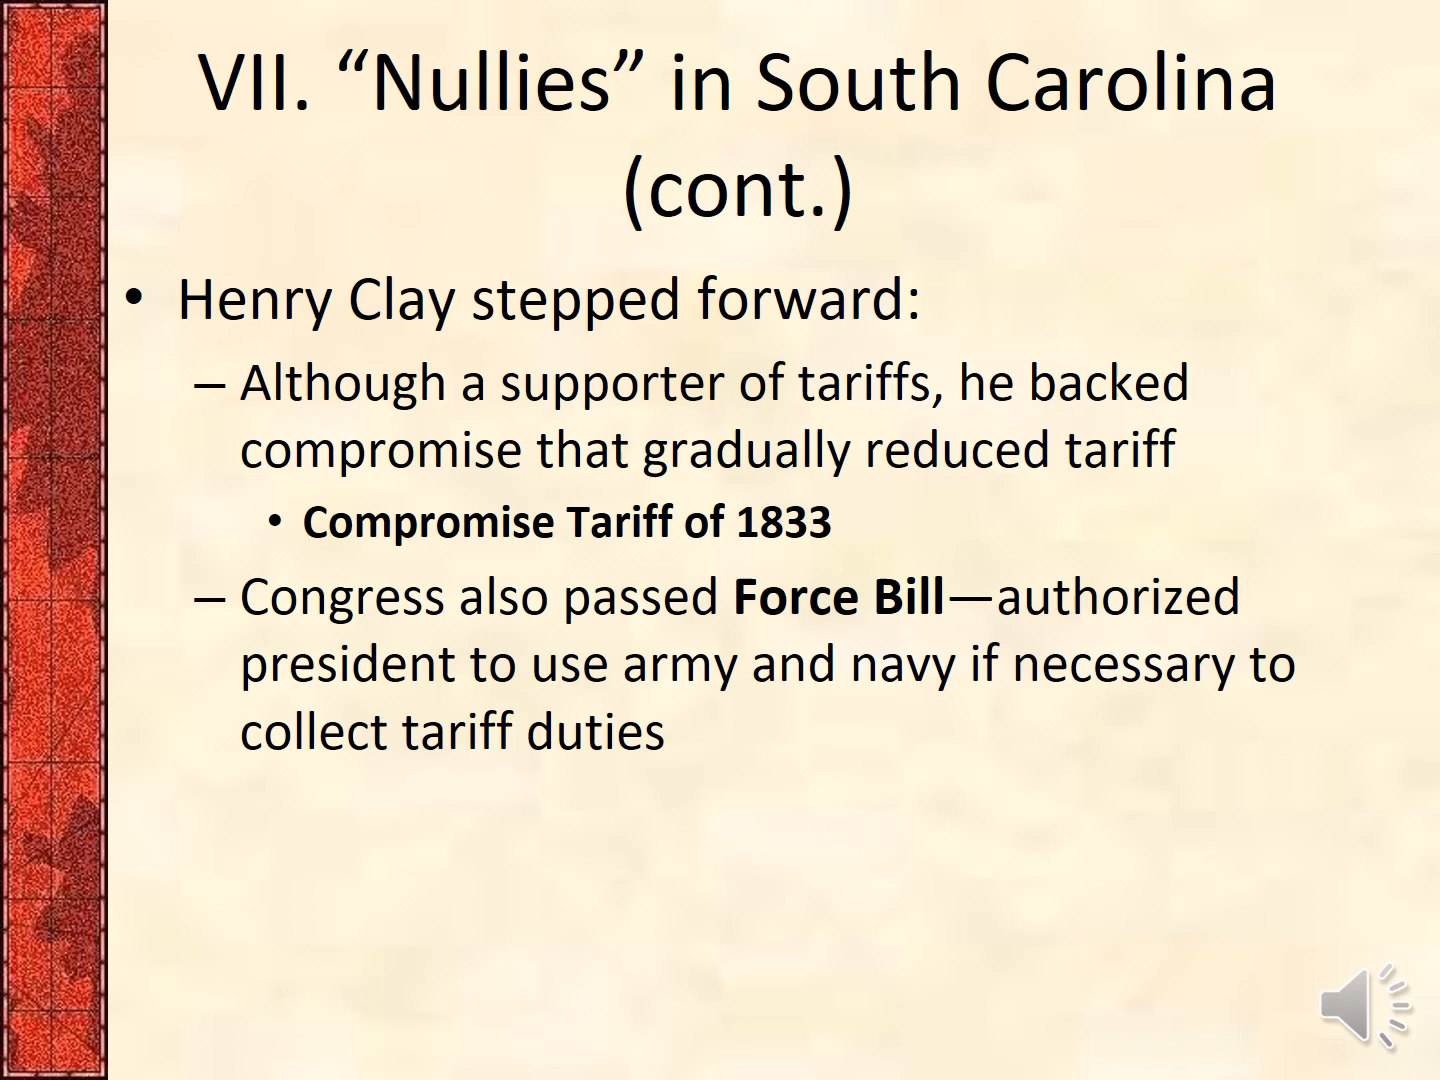 VII. “Nullies” in South Carolina
(cont.)
• Henry Clay stepped forward:
– Although a supporter of tariffs, he backed
compromise that gradually reduced tariff
• Compromise Tariff of 1833
– Congress also passed Force Bill—authorized
president to use army and navy if necessary to
collect tariff duties